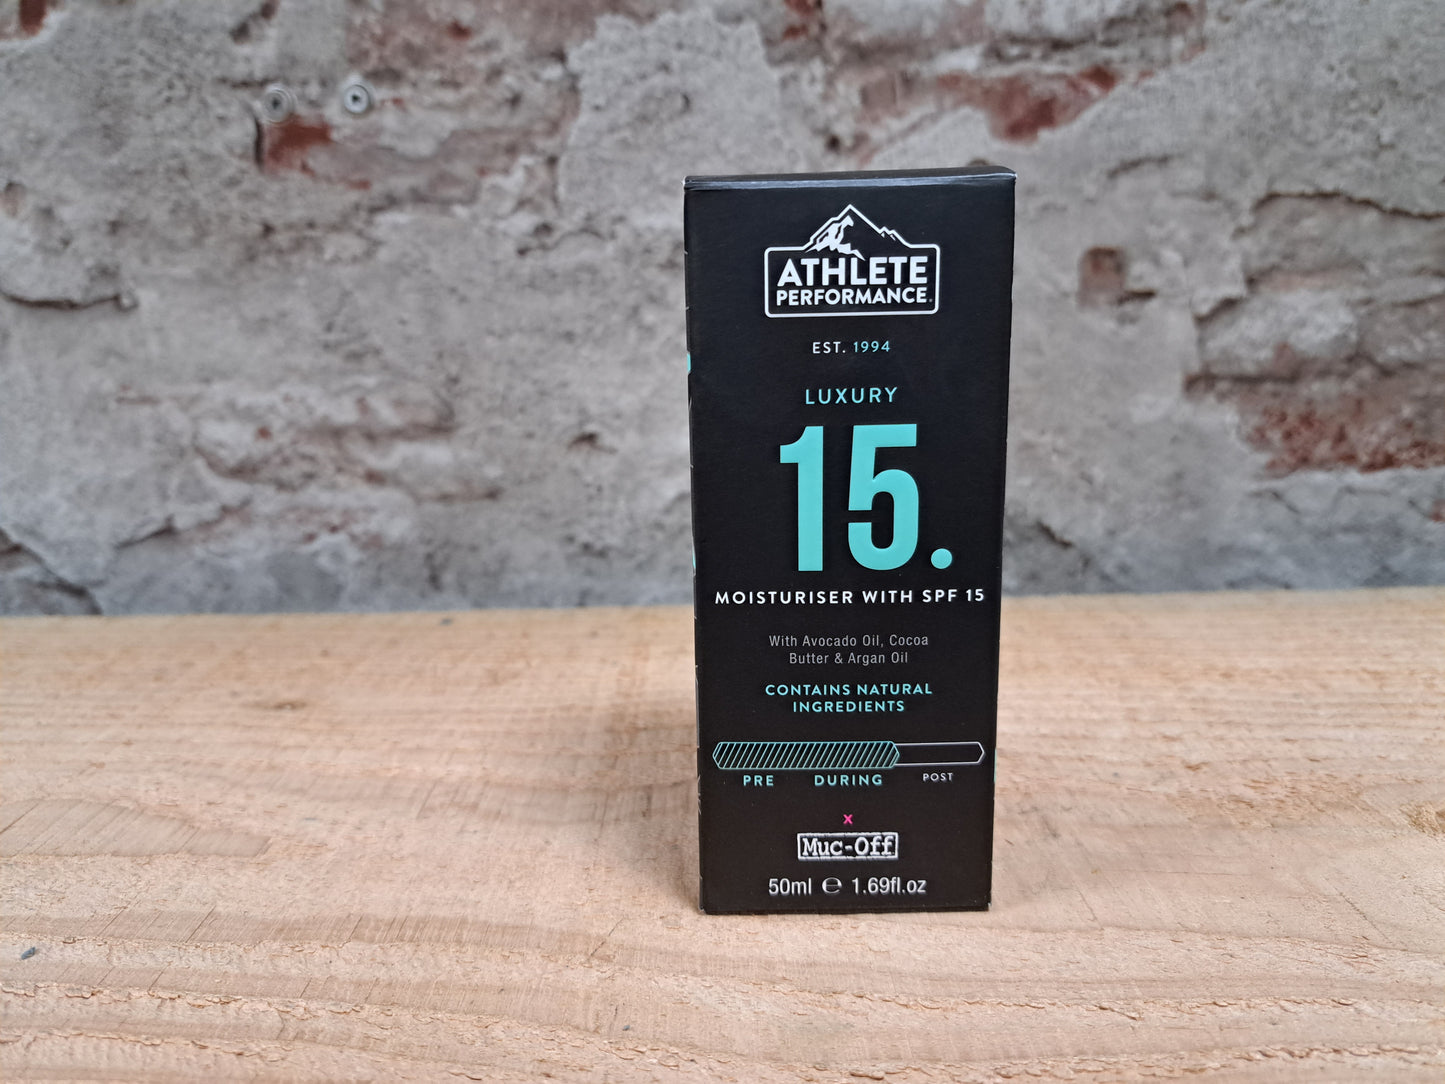 ATHLETE
PERFORMANCE
EST. 1994
LUXURY
15.
MOISTURISER WITH SPF 15
With Avocado Oil, Cocoa
Butter & Argan Oil
CONTAINS NATURAL
INGREDIENTS
PRE DURING POST
x
Muc-Off
50ml ℮ 1.69fl.oz